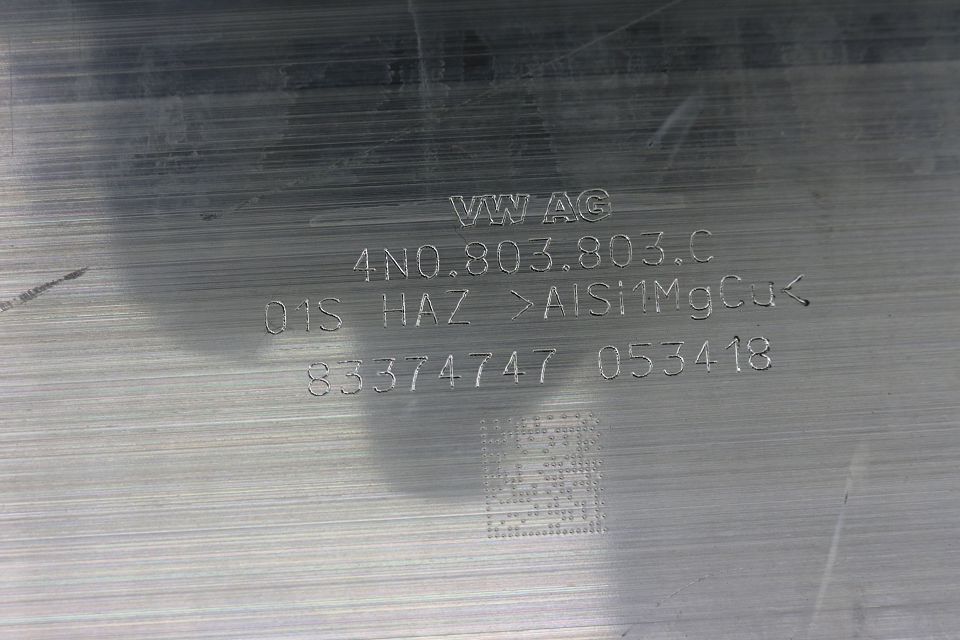 VW AG
4N0.803.803.C
01S HAZ >AlSi1MgCu<
83374747 053418